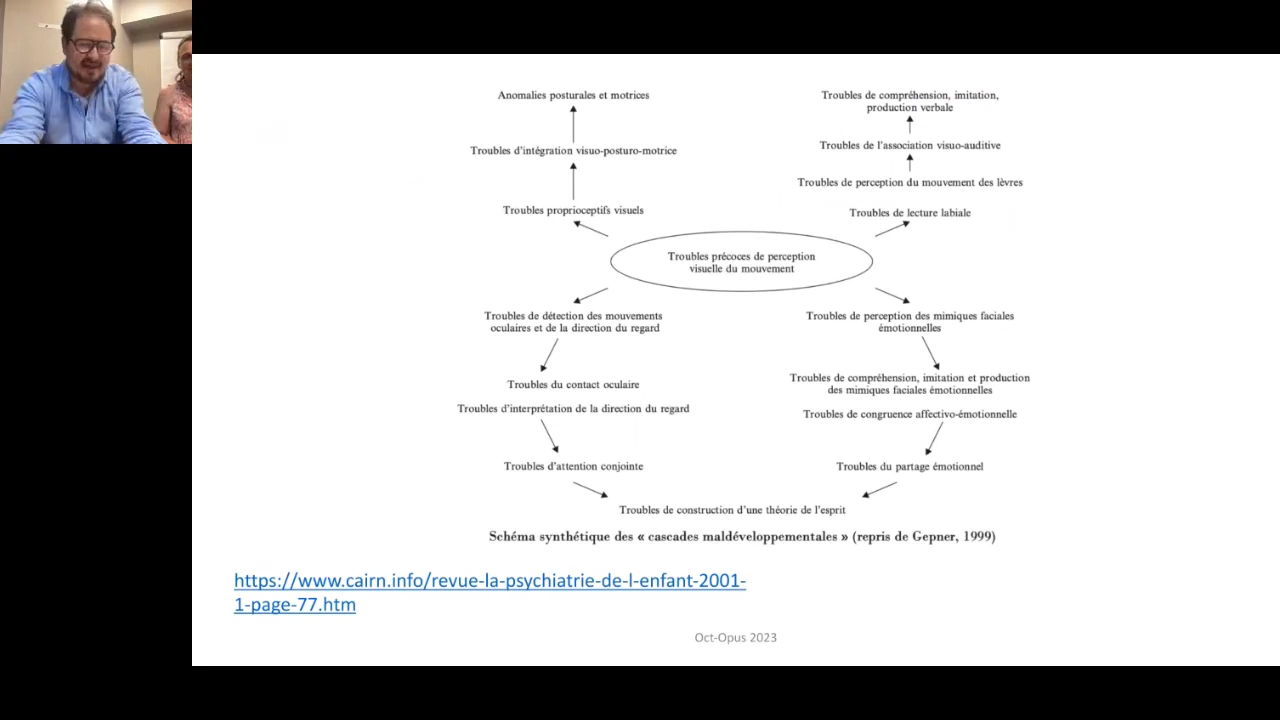 Anomalies posturales et motrices
Troubles d'intégration visuo-posturo-motrice
Troubles proprioceptifs visuels
Troubles de compréhension, imitation,
production verbale
Troubles de l'association visuo-auditive
Troubles de perception du mouvement des lèvres
Troubles de lecture labiale
Troubles précoces de perception
visuelle du mouvement
Troubles de détection des mouvements
oculaires et de la direction du regard
Troubles du contact oculaire
Troubles d'interprétation de la direction du regard
Troubles d'attention conjointe
Troubles de perception des mimiques faciales
émotionnelles
Troubles de compréhension, imitation et production
des mimiques faciales émotionnelles
Troubles de congruence affectivo-émotionnelle
Troubles du partage émotionnel
Troubles de construction d'une théorie de l'esprit
Schéma synthétique des « cascades maldéveloppementales » (repris de Gepner, 1999)
https://www.cairn.info/revue-la-psychiatrie-de-l-enfant-2001-
1-page-77.htm
Oct-Opus 2023